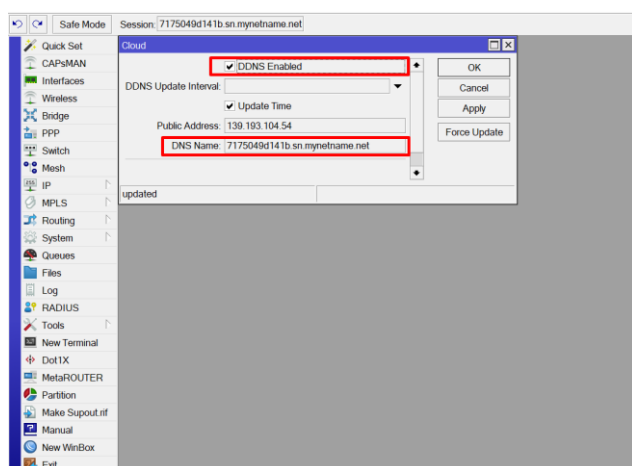 Safe Mode Session: 7175049d141b.sn.mynetname.net
Quick Set
CAPsMAN
Interfaces
Wireless
Bridge
PPP
Switch
Mesh
IP
MPLS
Routing
System
Queues
Files
Log
RADIUS
Tools
New Terminal
Dot1X
MetaROUTER
Partition
Make Supout.rif
Manual
New WinBox
Exit
Cloud
DDNS Enabled
DDNS Update Interval:
Update Time
Public Address: 139.193.104.54
DNS Name: 7175049d141b.sn.mynetname.net
updated
OK
Cancel
Apply
Force Update